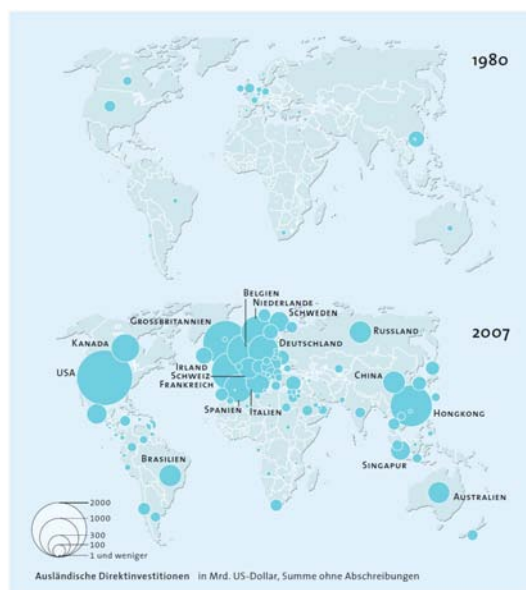 1980
2007
BELGIEN
NIEDERLANDE
GROSSBRITANNIEN
SCHWEDEN
KANADA
DEUTSCHLAND
RUSSLAND
USA
IRLAND
SCHWEIZ
FRANKREICH
CHINA
HONGKONG
SPANIEN
ITALIEN
BRASILIEN
SINGAPUR
AUSTRALIEN
2000
1000
300
100
1 und weniger
Ausländische Direktinvestitionen in Mrd. US-Dollar, Summe ohne Abschreibungen